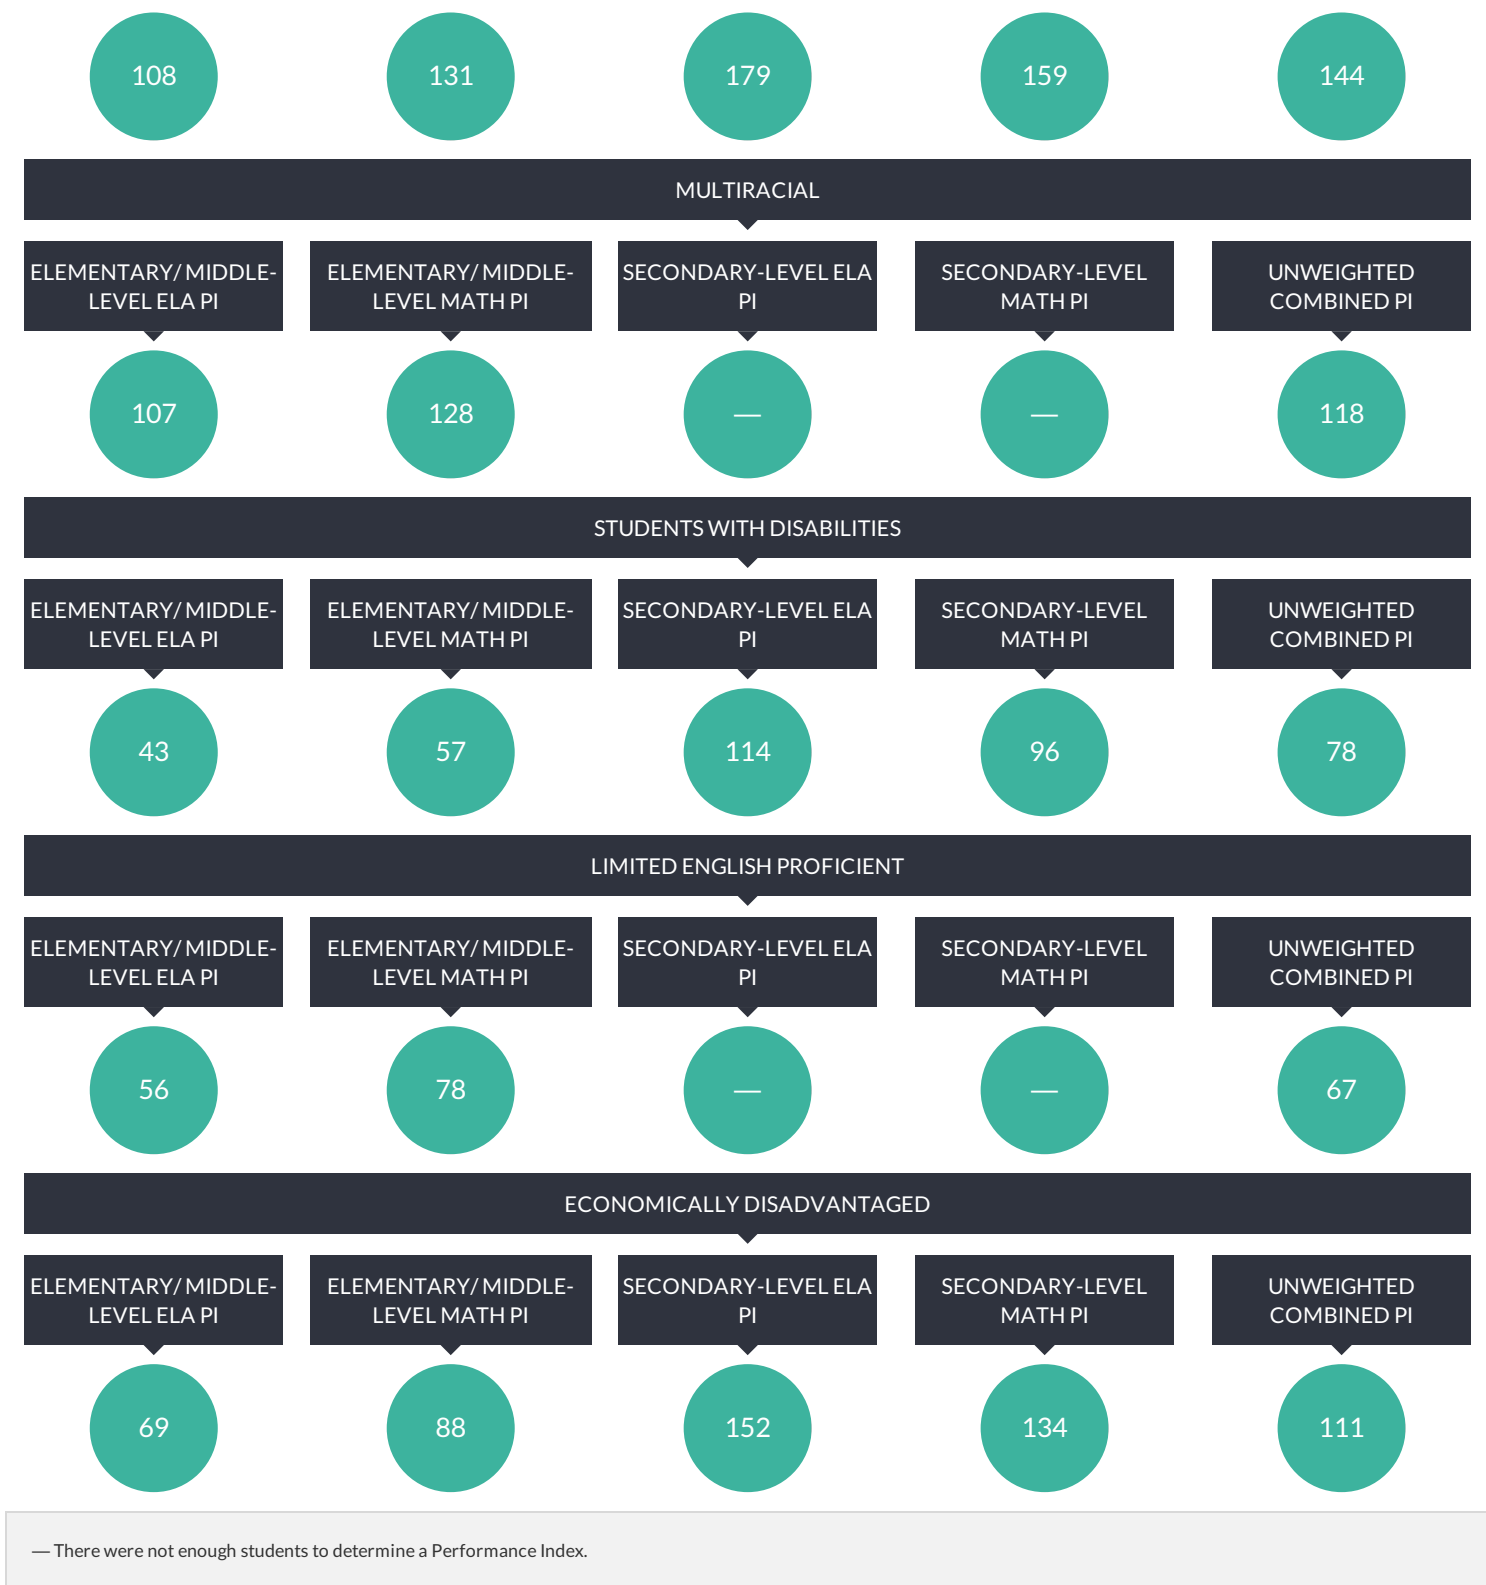 108 131 179 159 144
MULTIRACIAL
ELEMENTARY/ MIDDLE-
LEVEL ELA PI
ELEMENTARY/ MIDDLE-
LEVEL MATH PI
SECONDARY-LEVEL ELA
PI
SECONDARY-LEVEL
MATH PI
UNWEIGHTED
COMBINED PI
107 128 — — 118
STUDENTS WITH DISABILITIES
ELEMENTARY/ MIDDLE-
LEVEL ELA PI
ELEMENTARY/ MIDDLE-
LEVEL MATH PI
SECONDARY-LEVEL ELA
PI
SECONDARY-LEVEL
MATH PI
UNWEIGHTED
COMBINED PI
43 57 114 96 78
LIMITED ENGLISH PROFICIENT
ELEMENTARY/ MIDDLE-
LEVEL ELA PI
ELEMENTARY/ MIDDLE-
LEVEL MATH PI
SECONDARY-LEVEL ELA
PI
SECONDARY-LEVEL
MATH PI
UNWEIGHTED
COMBINED PI
56 78 — — 67
ECONOMICALLY DISADVANTAGED
ELEMENTARY/ MIDDLE-
LEVEL ELA PI
ELEMENTARY/ MIDDLE-
LEVEL MATH PI
SECONDARY-LEVEL ELA
PI
SECONDARY-LEVEL
MATH PI
UNWEIGHTED
COMBINED PI
69 88 152 134 111
— There were not enough students to determine a Performance Index.